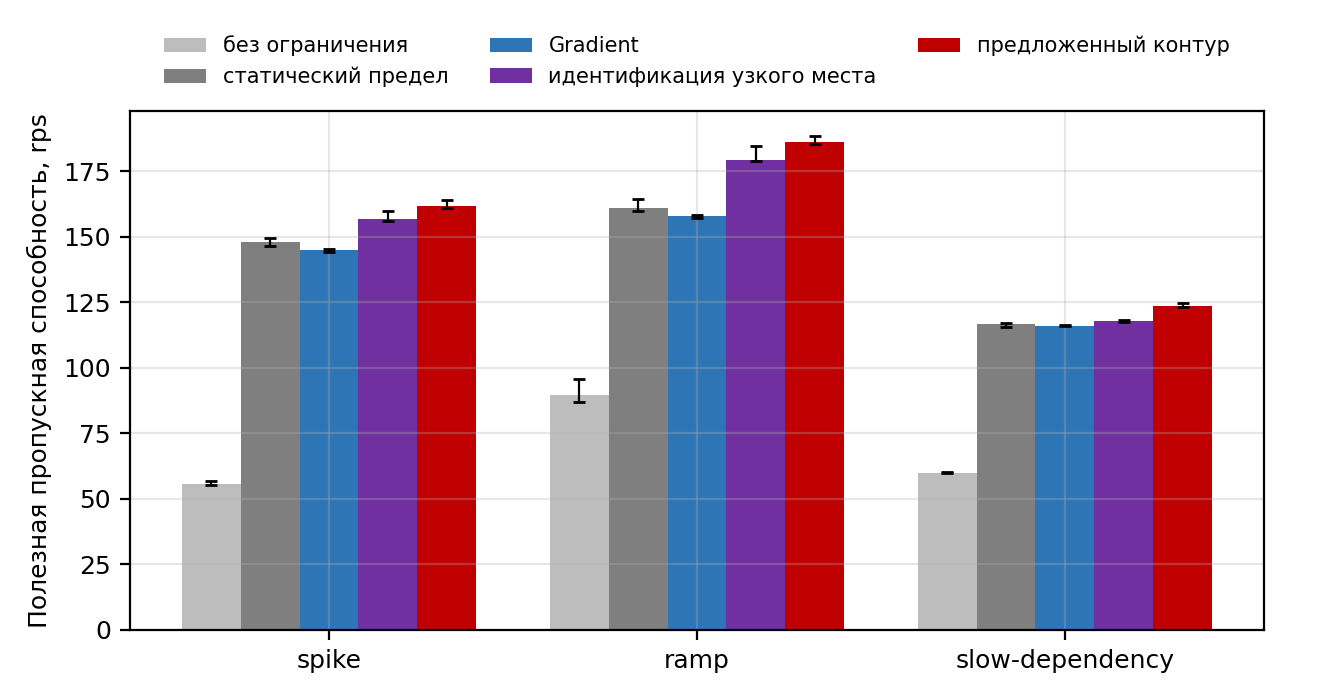 без ограничения
статический предел
Gradient
идентификация узкого места
предложенный контур
Полезная пропускная способность, rps
175
150
125
100
75
50
25
0
spike
ramp
slow-dependency